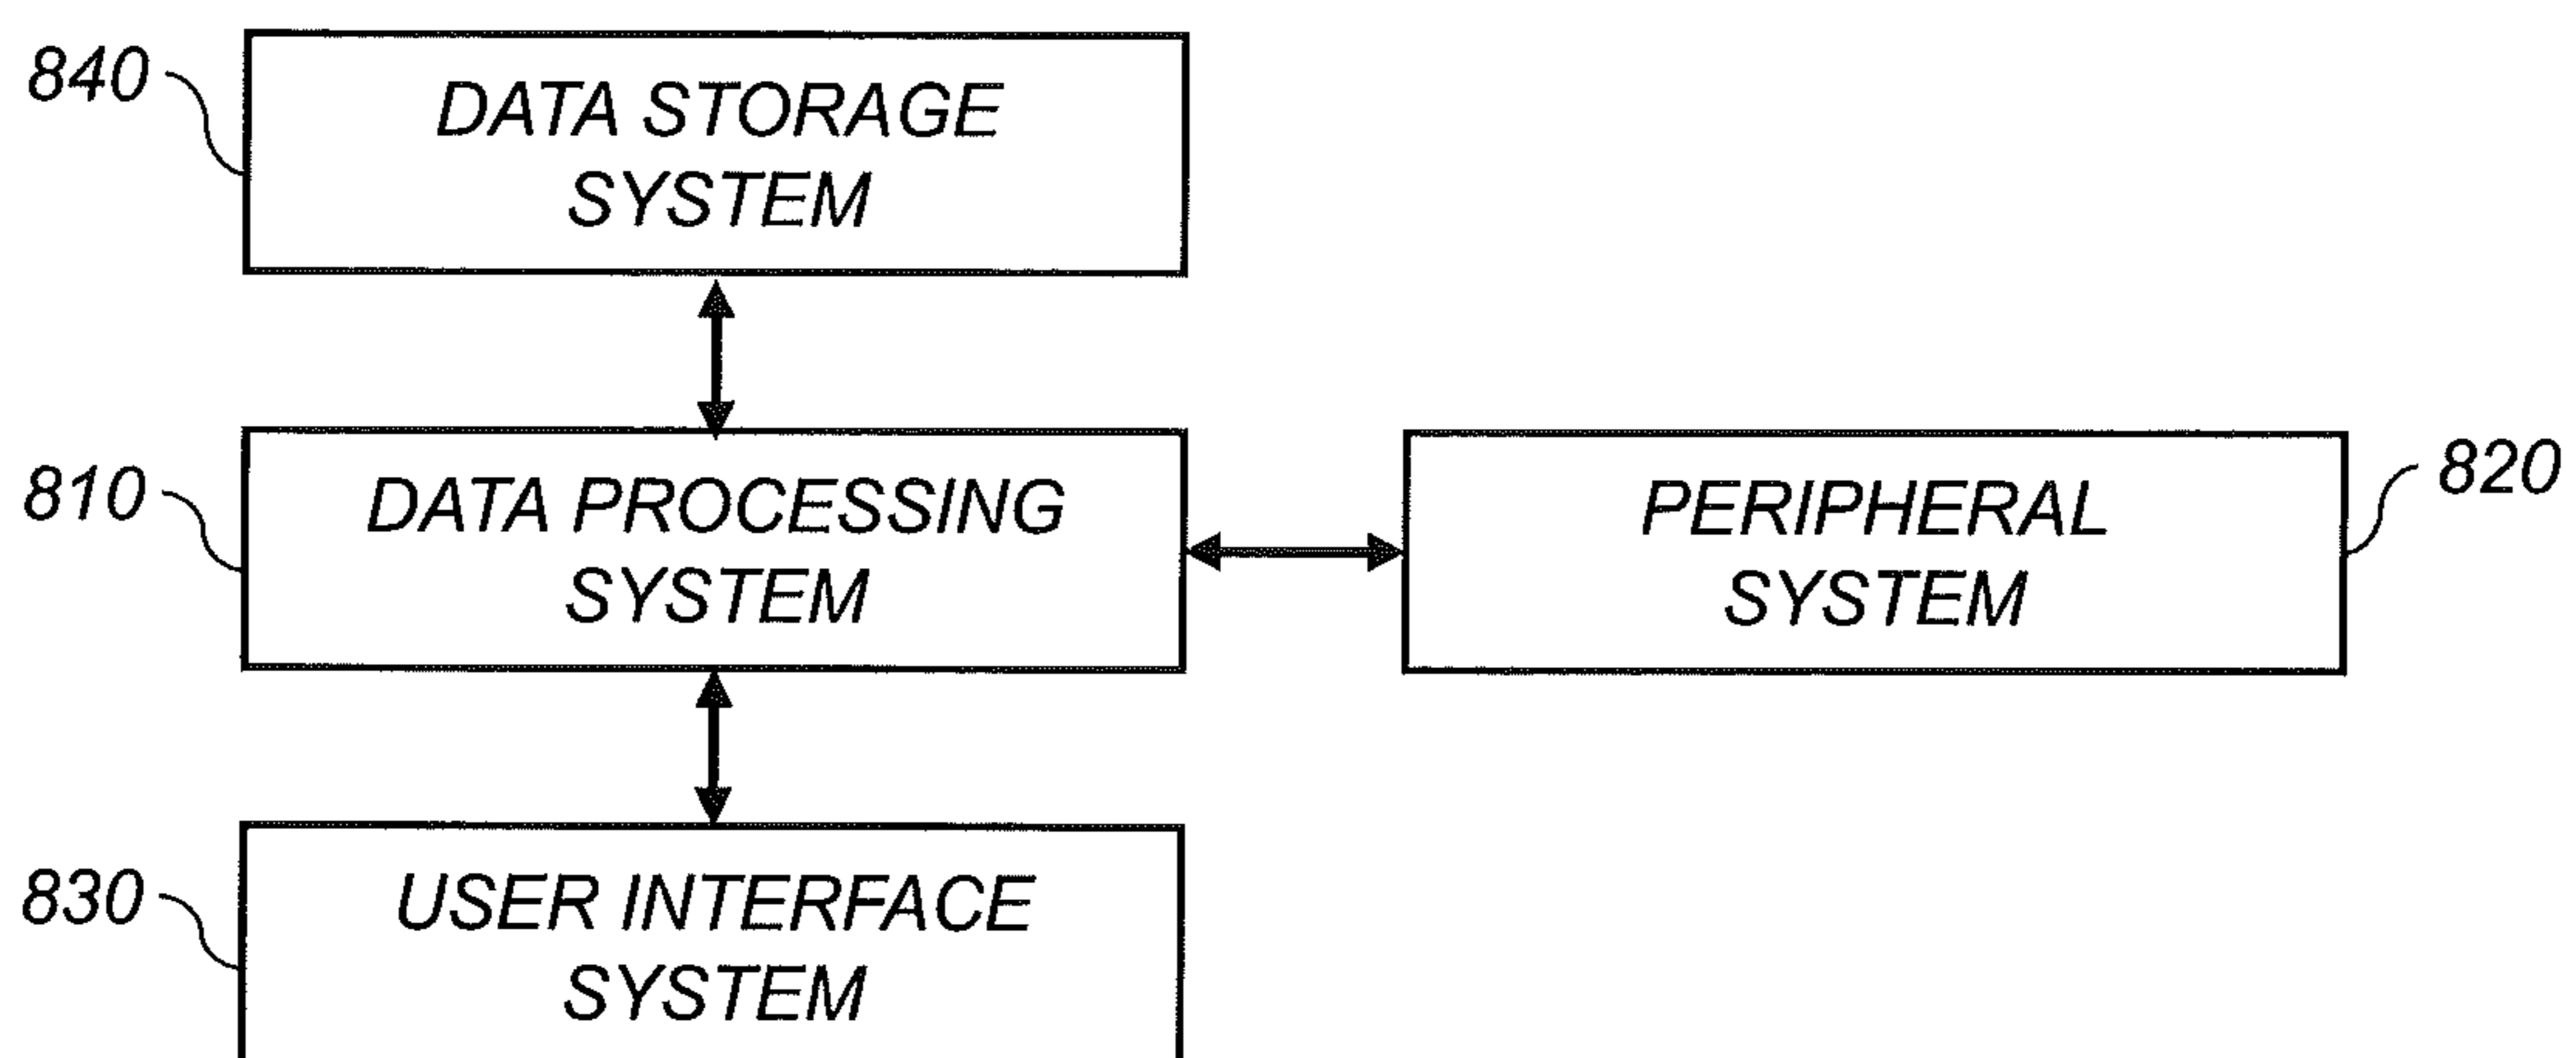 840
DATA STORAGE
SYSTEM
810
DATA PROCESSING
SYSTEM
PERIPHERAL
SYSTEM
820
830
USER INTERFACE
SYSTEM